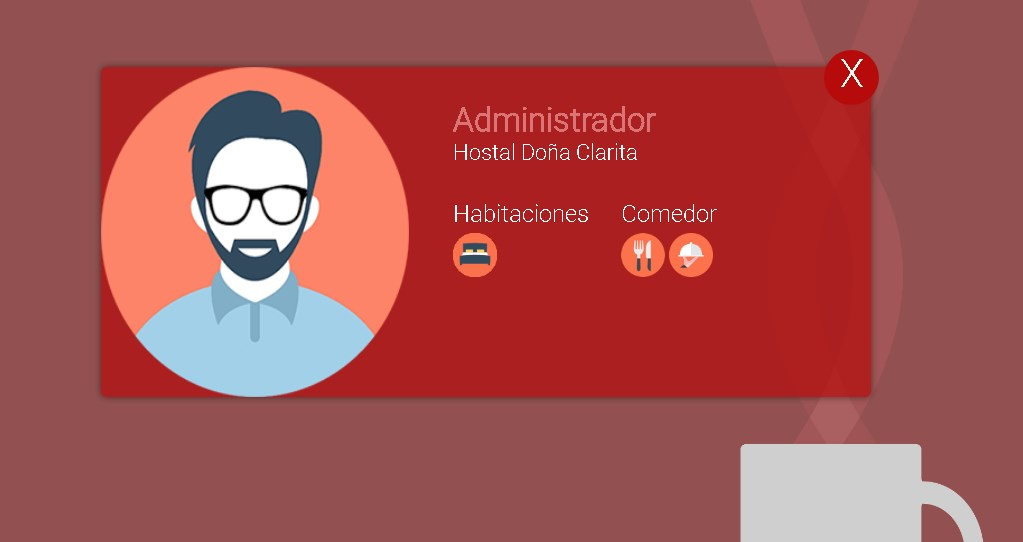 X
Administrador
Hostal Doña Clarita
Habitaciones Comedor